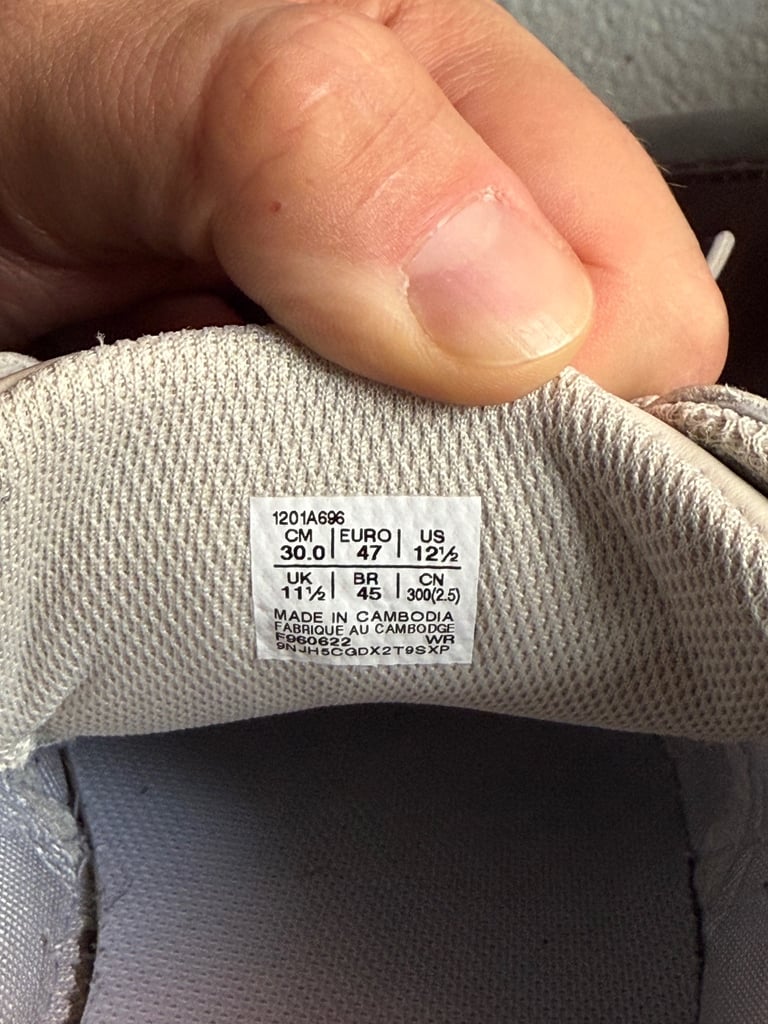 1201A696
CM | EURO | US
30.0 | 47 | 12½
UK | BR | CN
11½ | 45 | 300(2.5)
MADE IN CAMBODIA
FABRIQUE AU CAMBODGE
F960622 WR
9NJH5CGDX2T9SXP